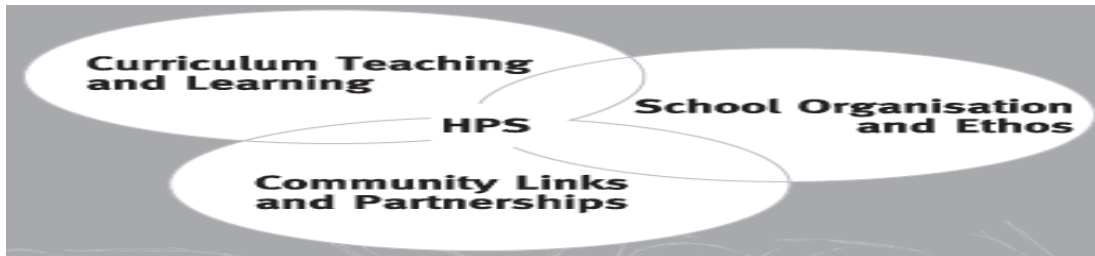 Curriculum Teaching
and Learning
School Organisation
and Ethos
HPS
Community Links
and Partnerships